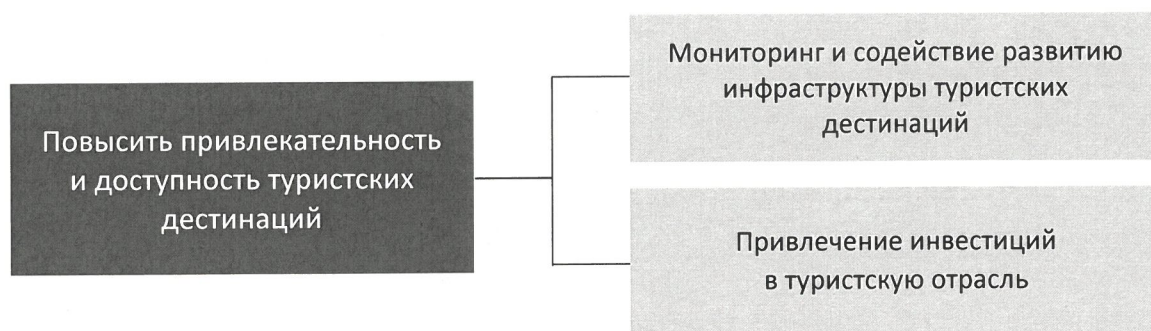 Повысить привлекательность
и доступность туристских
дестинаций
Мониторинг и содействие развитию
инфраструктуры туристских
дестинаций
Привлечение инвестиций
в туристскую отрасль